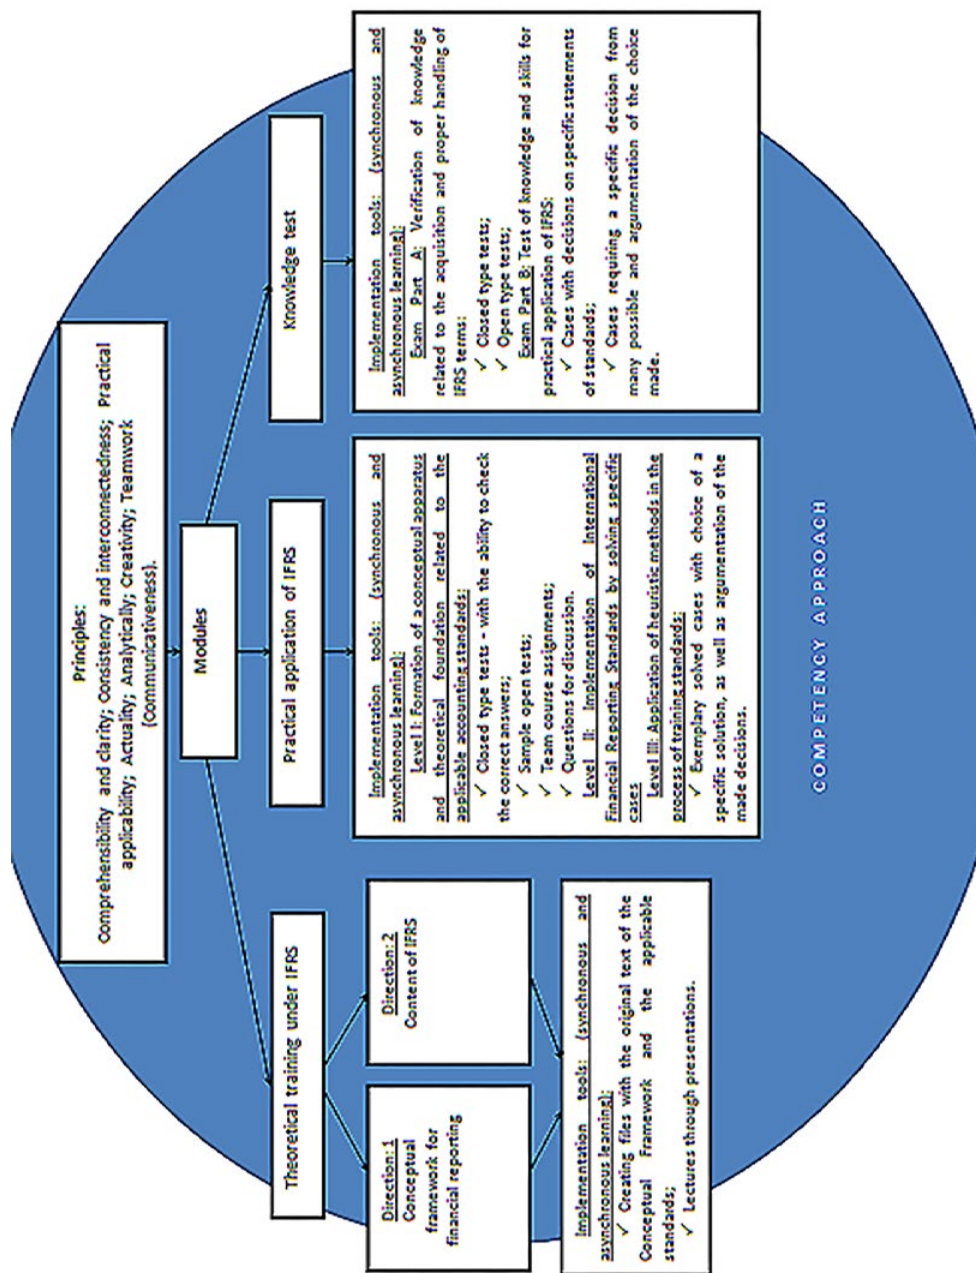 Principles:
Comprehensibility and clarity; Consistency and interconnectedness; Practical
applicability; Actuality; Analytically; Creativity; Teamwork
(Communicativeness).
Modules
Theoretical training under IFRS
Practical application of IFRS
Knowledge test
Direction: 1
Conceptual
framework for
financial reporting
Direction: 2
Content of IFRS
Implementation tools: (synchronous and
asynchronous learning):
✓ Creating files with the original text of the
Conceptual Framework and the applicable
standards;
✓ Lectures through presentations.
Implementation tools: (synchronous and
asynchronous learning):
Level I: Formation of a conceptual apparatus
and theoretical foundation related to the
applicable accounting standards:
✓ Closed type tests – with the ability to check
the correct answers;
✓ Sample open tests;
✓ Team course assignments;
✓ Questions for discussion.
Level II: Implementation of International
Financial Reporting Standards by solving specific
cases
Level III: Application of heuristic methods in the
process of training standards:
✓ Exemplary solved cases with choice of a
specific solution, as well as argumentation of the
made decisions.
Implementation tools: (synchronous and
asynchronous learning):
Exam Part A: Verification of knowledge
related to the acquisition and proper handling of
IFRS terms:
✓ Closed type tests;
✓ Open type tests;
Exam Part B: Test of knowledge and skills for
practical application of IFRS:
✓ Cases with decisions on specific statements
of standards;
✓ Cases requiring a specific decision from
many possible and argumentation of the choice
made.
COMPETENCY APPROACH